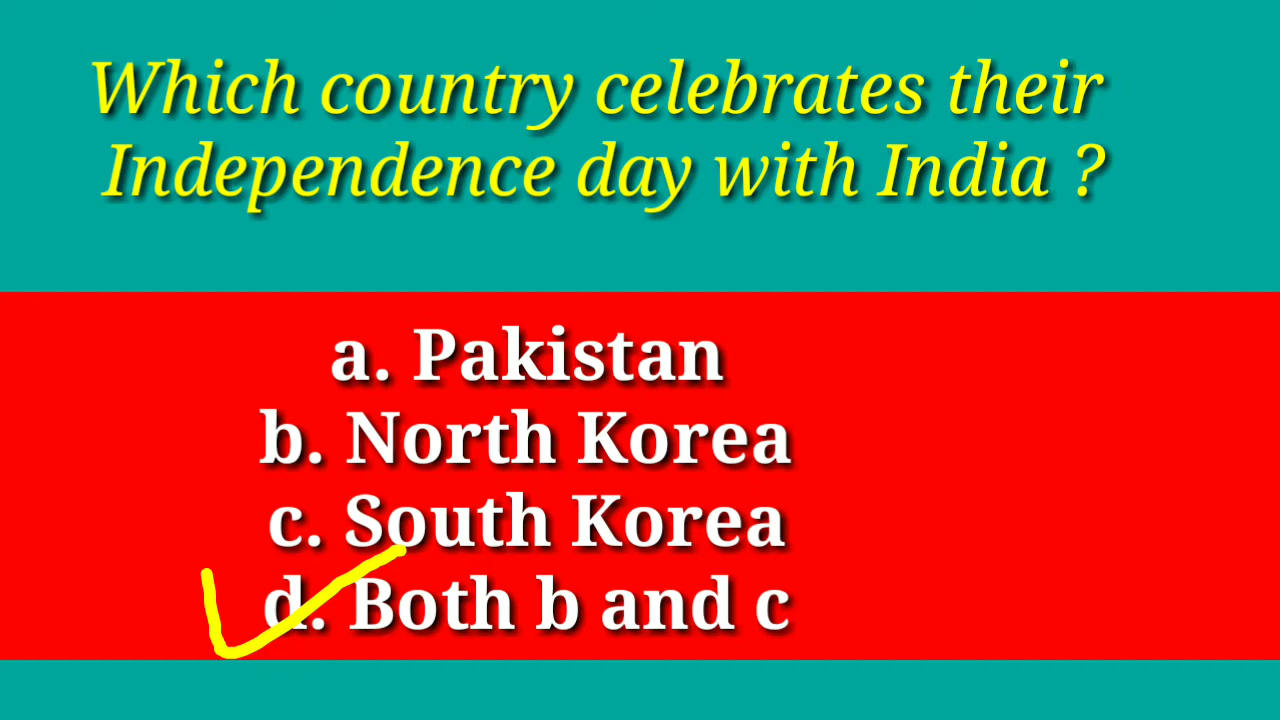 Which country celebrates their
Independence day with India ?
a. Pakistan
b. North Korea
c. South Korea
d. Both b and c